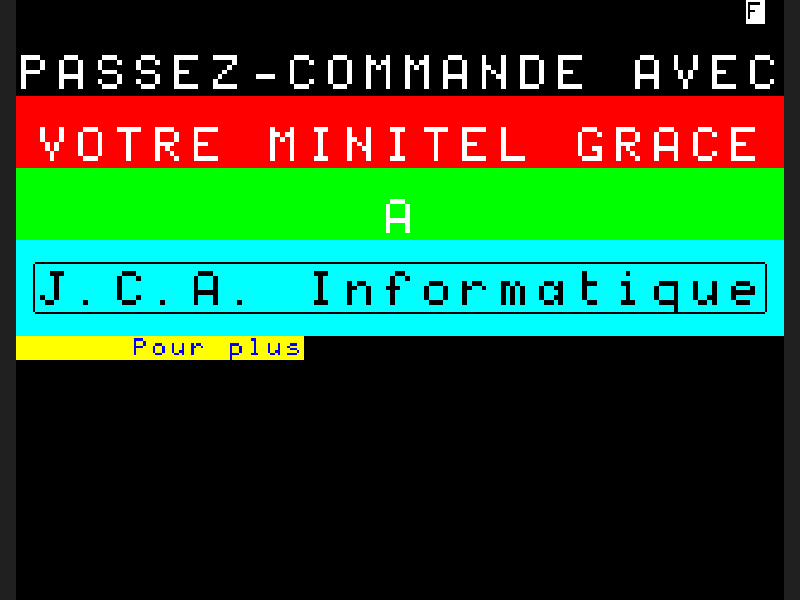 F
PASSEZ-COMMANDE AVEC
VOTRE MINITEL GRACE
A
J.C.A. Informatique
Pour plus